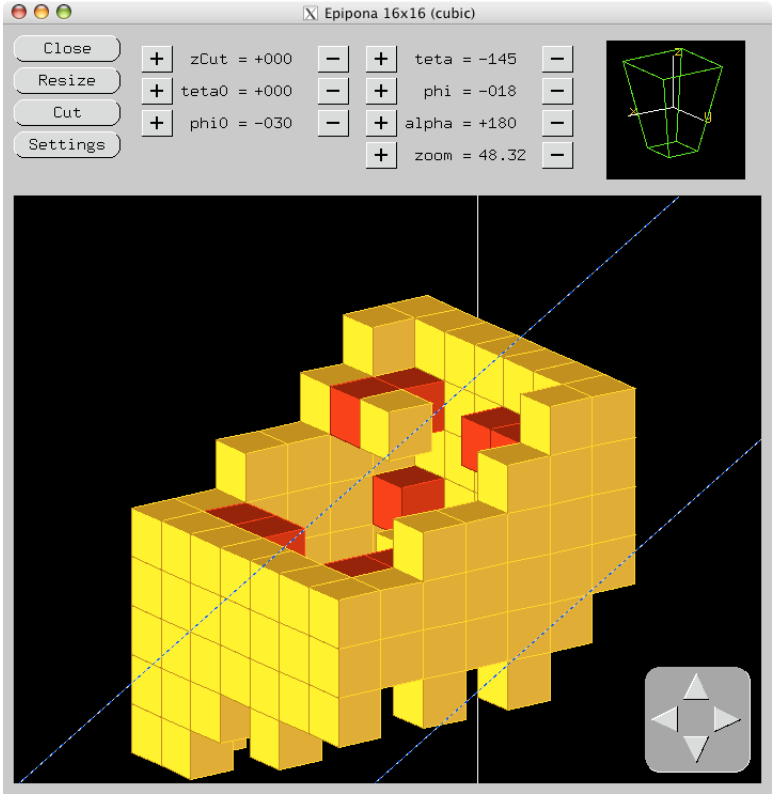 X Epipona 16x16 (cubic)
Close
Resize
Cut
Settings
+ zCut = +000 −
+ teta0 = +000 −
+ phi0 = -030 −
+ teta = -145 −
+ phi = -018 −
+ alpha = +180 −
+ zoom = 48.32 −
z
x
y